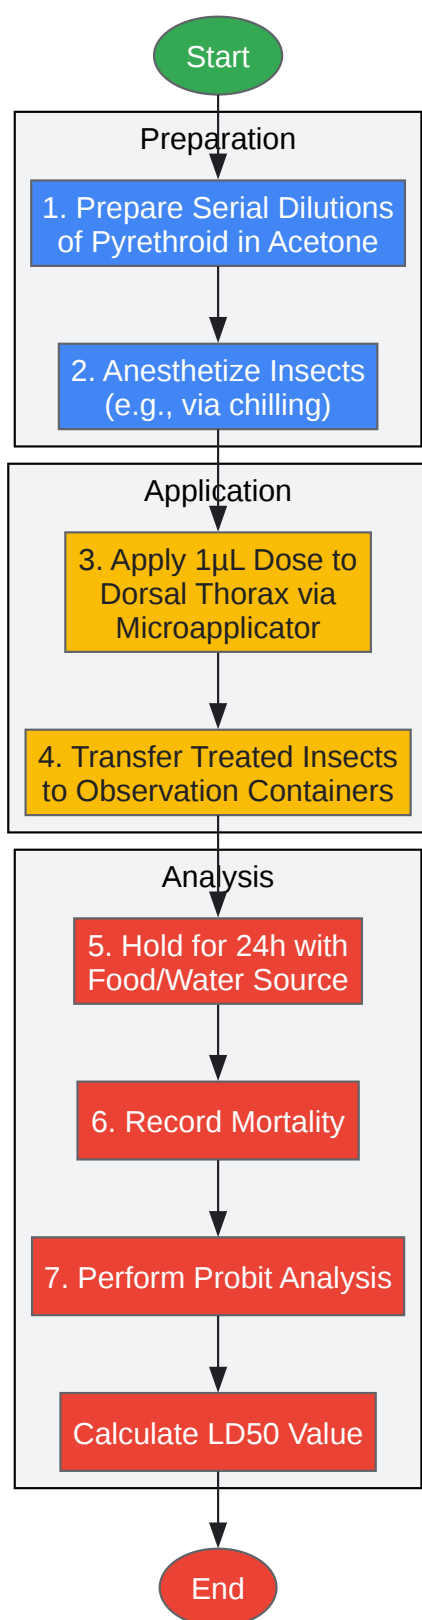 Start
Preparation
1. Prepare Serial Dilutions
of Pyrethroid in Acetone
2. Anesthetize Insects
(e.g., via chilling)
Application
3. Apply 1µL Dose to
Dorsal Thorax via
Microapplicator
4. Transfer Treated Insects
to Observation Containers
Analysis
5. Hold for 24h with
Food/Water Source
6. Record Mortality
7. Perform Probit Analysis
Calculate LD50 Value
End